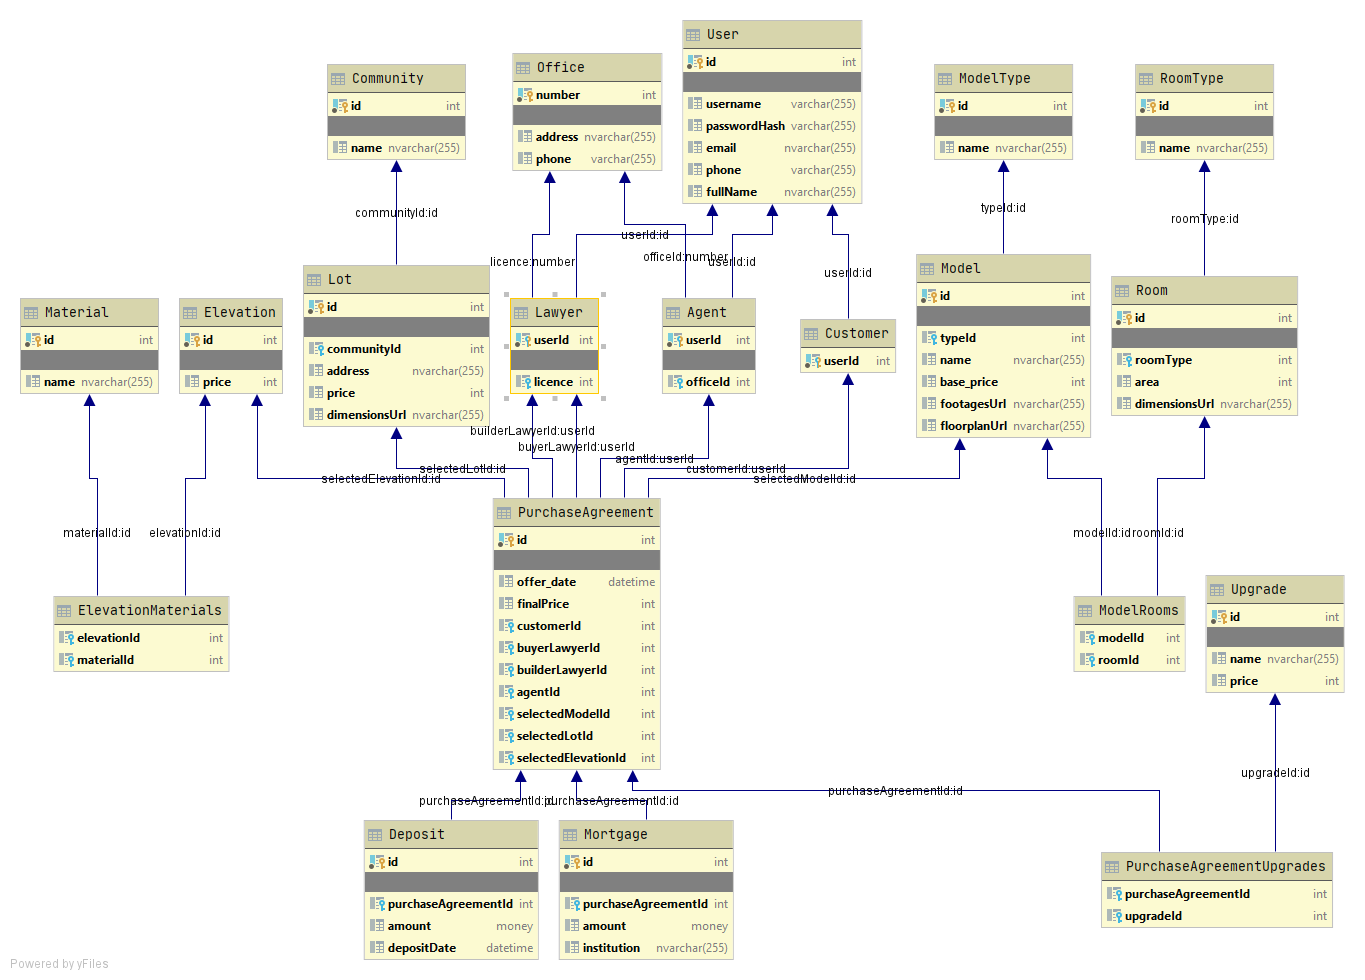 User
id int
username varchar(255)
passwordHash varchar(255)
email nvarchar(255)
phone varchar(255)
fullName nvarchar(255)
Office
number int
address nvarchar(255)
phone varchar(255)
Community
id int
name nvarchar(255)
ModelType
id int
name nvarchar(255)
RoomType
id int
name nvarchar(255)
communityId:id
typeId:id
roomType:id
userId:id
officeId:number
userId:id
licence:number
userId:id
Lot
id int
communityId int
address nvarchar(255)
price int
dimensionsUrl nvarchar(255)
Model
id int
typeId int
name nvarchar(255)
base_price int
footagesUrl nvarchar(255)
floorplanUrl nvarchar(255)
Room
id int
roomType int
area int
dimensionsUrl nvarchar(255)
Material
id int
name nvarchar(255)
Elevation
id int
price int
Lawyer
userId int
licence int
Agent
userId int
officeId int
Customer
userId int
builderLawyerId:userId
buyerLawyerId:userId
agentId:userId
selectedLotId:id
customerId:userId
selectedElevationId:id
selectedModelId:id
materialId:id
elevationId:id
modelId:id
roomId:id
PurchaseAgreement
id int
offer_date datetime
finalPrice int
customerId int
buyerLawyerId int
builderLawyerId int
agentId int
selectedModelId int
selectedLotId int
selectedElevationId int
ElevationMaterials
elevationId int
materialId int
ModelRooms
modelId int
roomId int
Upgrade
id int
name nvarchar(255)
price int
upgradeId:id
purchaseAgreementId:id
purchaseAgreementId:id
purchaseAgreementId:id
Deposit
id int
purchaseAgreementId int
amount money
depositDate datetime
Mortgage
id int
purchaseAgreementId int
amount money
institution nvarchar(255)
PurchaseAgreementUpgrades
purchaseAgreementId int
upgradeId int
Powered by yFiles